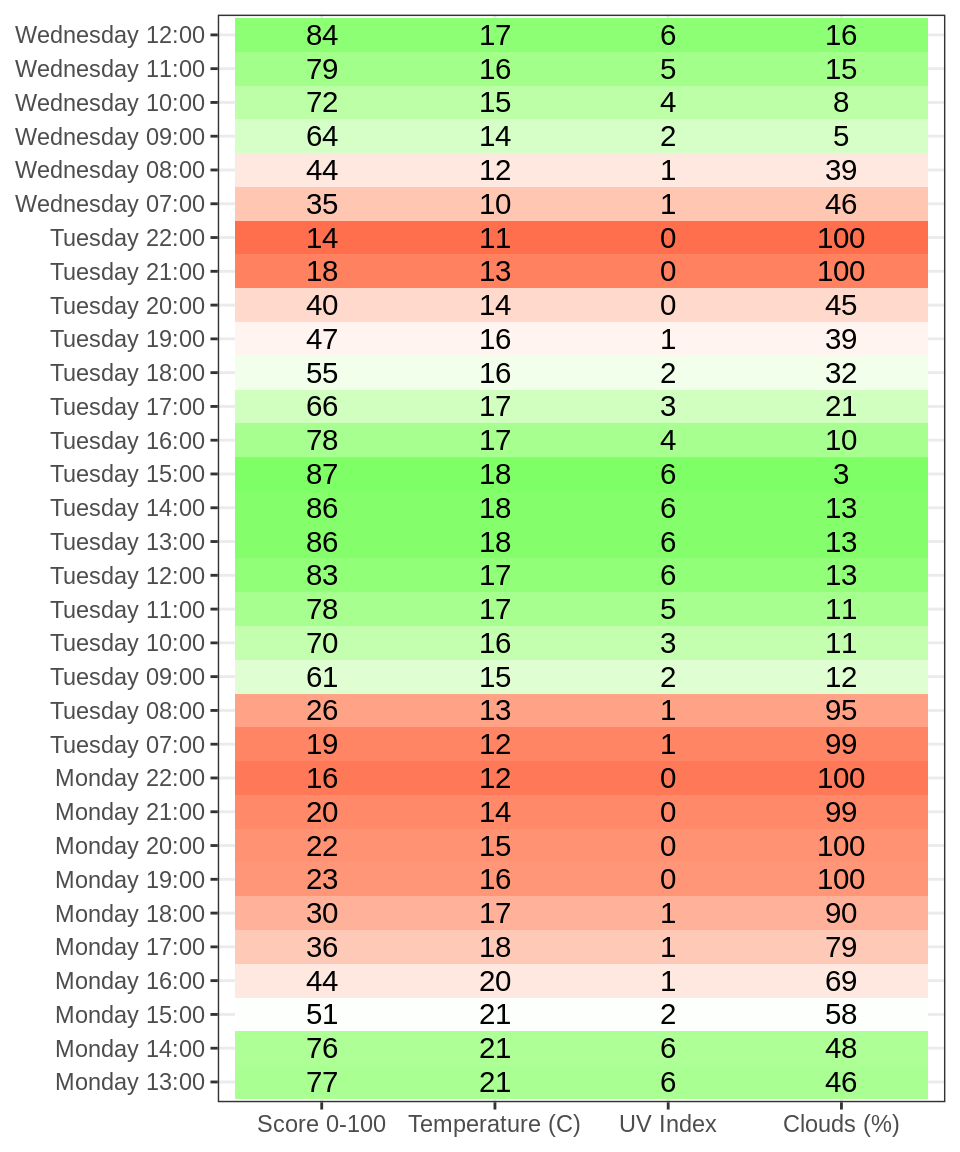 Wednesday 12:00 84 17 6 16
Wednesday 11:00 79 16 5 15
Wednesday 10:00 72 15 4 8
Wednesday 09:00 64 14 2 5
Wednesday 08:00 44 12 1 39
Wednesday 07:00 35 10 1 46
Tuesday 22:00 14 11 0 100
Tuesday 21:00 18 13 0 100
Tuesday 20:00 40 14 0 45
Tuesday 19:00 47 16 1 39
Tuesday 18:00 55 16 2 32
Tuesday 17:00 66 17 3 21
Tuesday 16:00 78 17 4 10
Tuesday 15:00 87 18 6 3
Tuesday 14:00 86 18 6 13
Tuesday 13:00 86 18 6 13
Tuesday 12:00 83 17 6 13
Tuesday 11:00 78 17 5 11
Tuesday 10:00 70 16 3 11
Tuesday 09:00 61 15 2 12
Tuesday 08:00 26 13 1 95
Tuesday 07:00 19 12 1 99
Monday 22:00 16 12 0 100
Monday 21:00 20 14 0 99
Monday 20:00 22 15 0 100
Monday 19:00 23 16 0 100
Monday 18:00 30 17 1 90
Monday 17:00 36 18 1 79
Monday 16:00 44 20 1 69
Monday 15:00 51 21 2 58
Monday 14:00 76 21 6 48
Monday 13:00 77 21 6 46
Score 0-100 Temperature (C) UV Index Clouds (%)